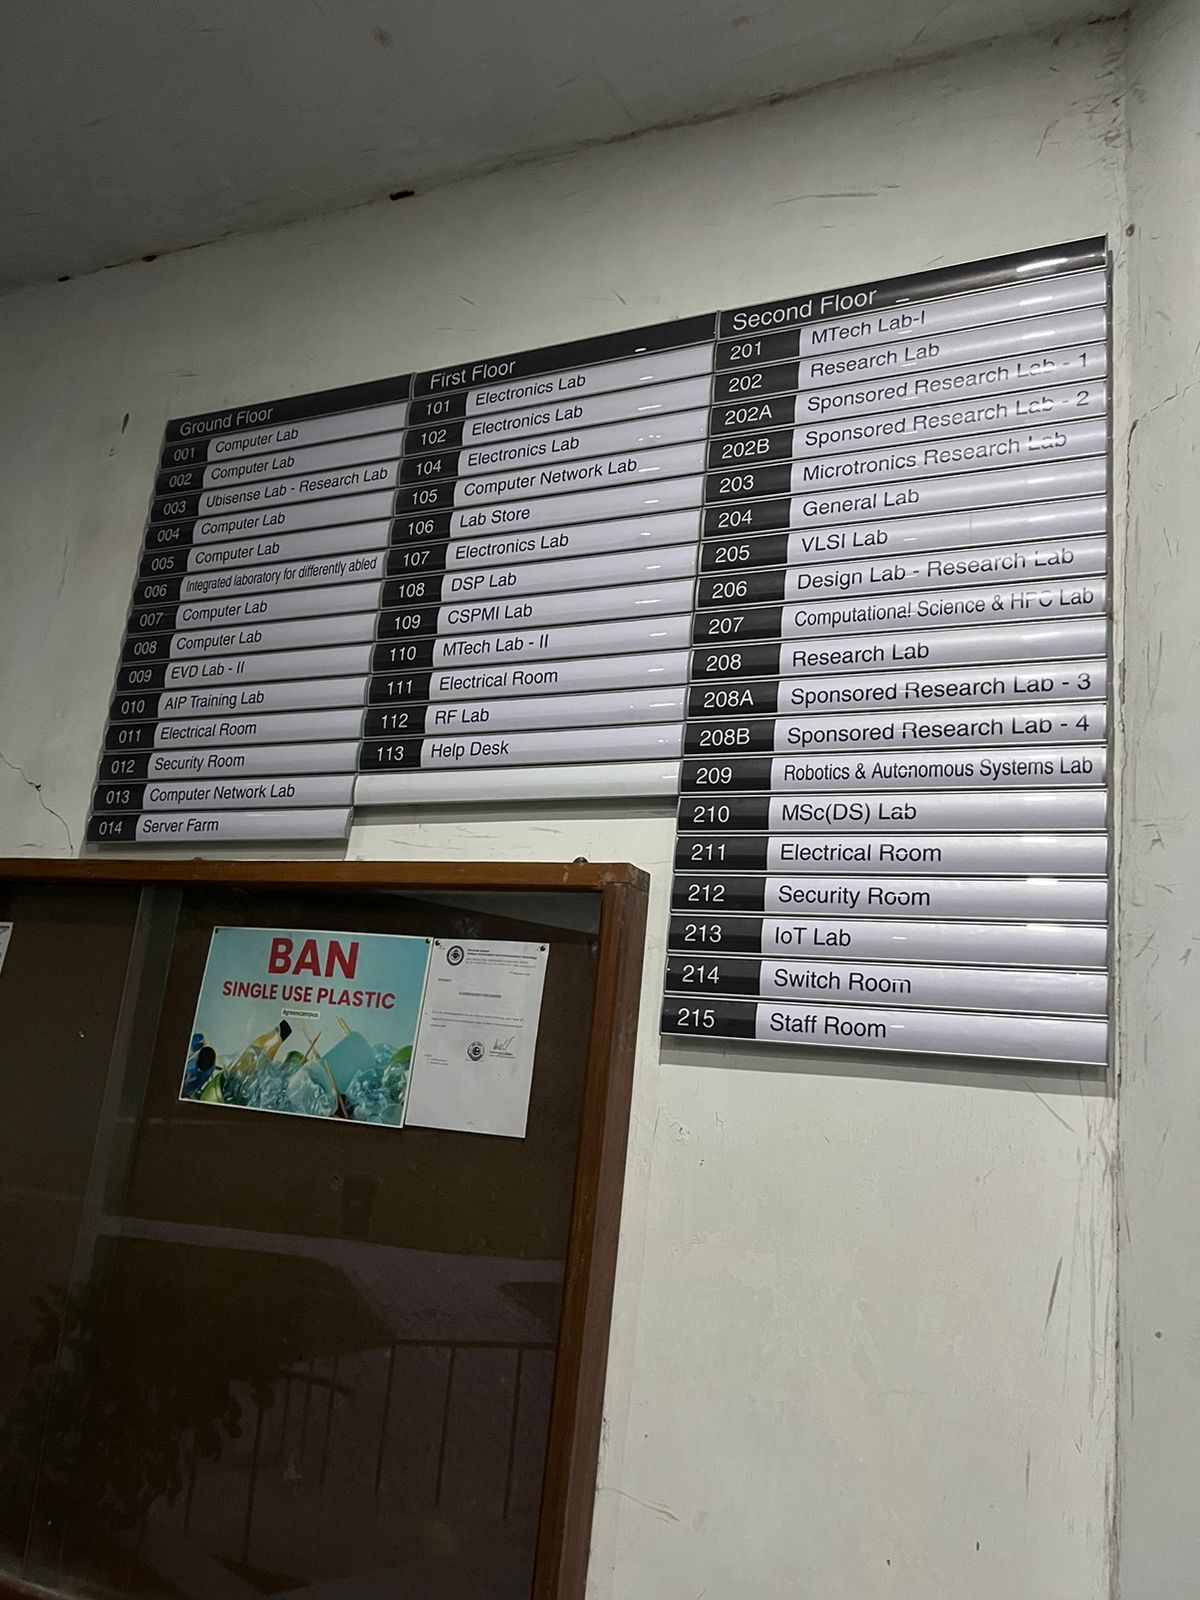 Ground Floor
001 Computer Lab
002 Computer Lab
003 Ubisense Lab - Research Lab
004 Computer Lab
005 Computer Lab
006 Integrated laboratory for differently abled
007 Computer Lab
008 Computer Lab
009 EVD Lab - II
010 AIP Training Lab
011 Electrical Room
012 Security Room
013 Computer Network Lab
014 Server Farm
First Floor
101 Electronics Lab
102 Electronics Lab
104 Electronics Lab
105 Computer Network Lab
106 Lab Store
107 Electronics Lab
108 DSP Lab
109 CSPMI Lab
110 MTech Lab - II
111 Electrical Room
112 RF Lab
113 Help Desk
Second Floor
201 MTech Lab-I
202 Research Lab
202A Sponsored Research Lab - 1
202B Sponsored Research Lab - 2
203 Microtronics Research Lab
204 General Lab
205 VLSI Lab
206 Design Lab - Research Lab
207 Computational Science & HPC Lab
208 Research Lab
208A Sponsored Research Lab - 3
208B Sponsored Research Lab - 4
209 Robotics & Autonomous Systems Lab
210 MSc(DS) Lab
211 Electrical Room
212 Security Room
213 IoT Lab
214 Switch Room
215 Staff Room
BAN
SINGLE USE PLASTIC
#greencampus